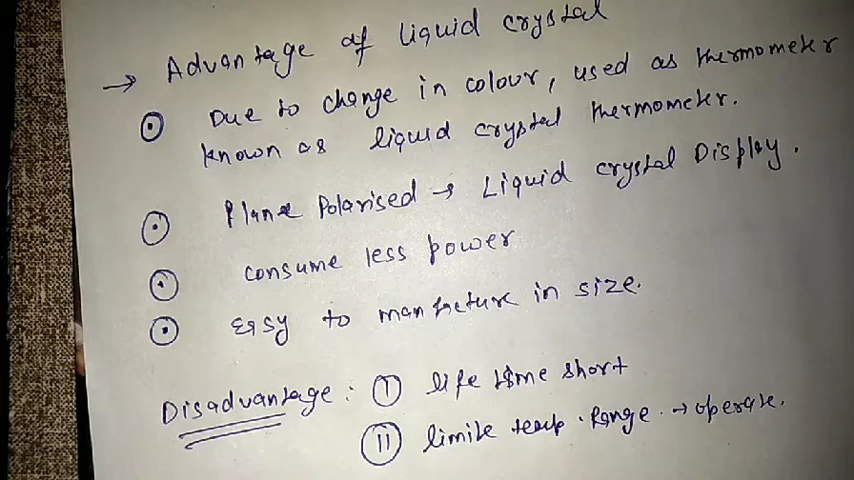 → Advantage of liquid crystal
Due to change in colour, used as thermometer
known as liquid crystal thermometer.
Plane Polarised → Liquid crystal Display.
consume less power
Easy to manfacture in size.
Disadvantage: (I) life time short
(II) limite temp. Range. → operate.